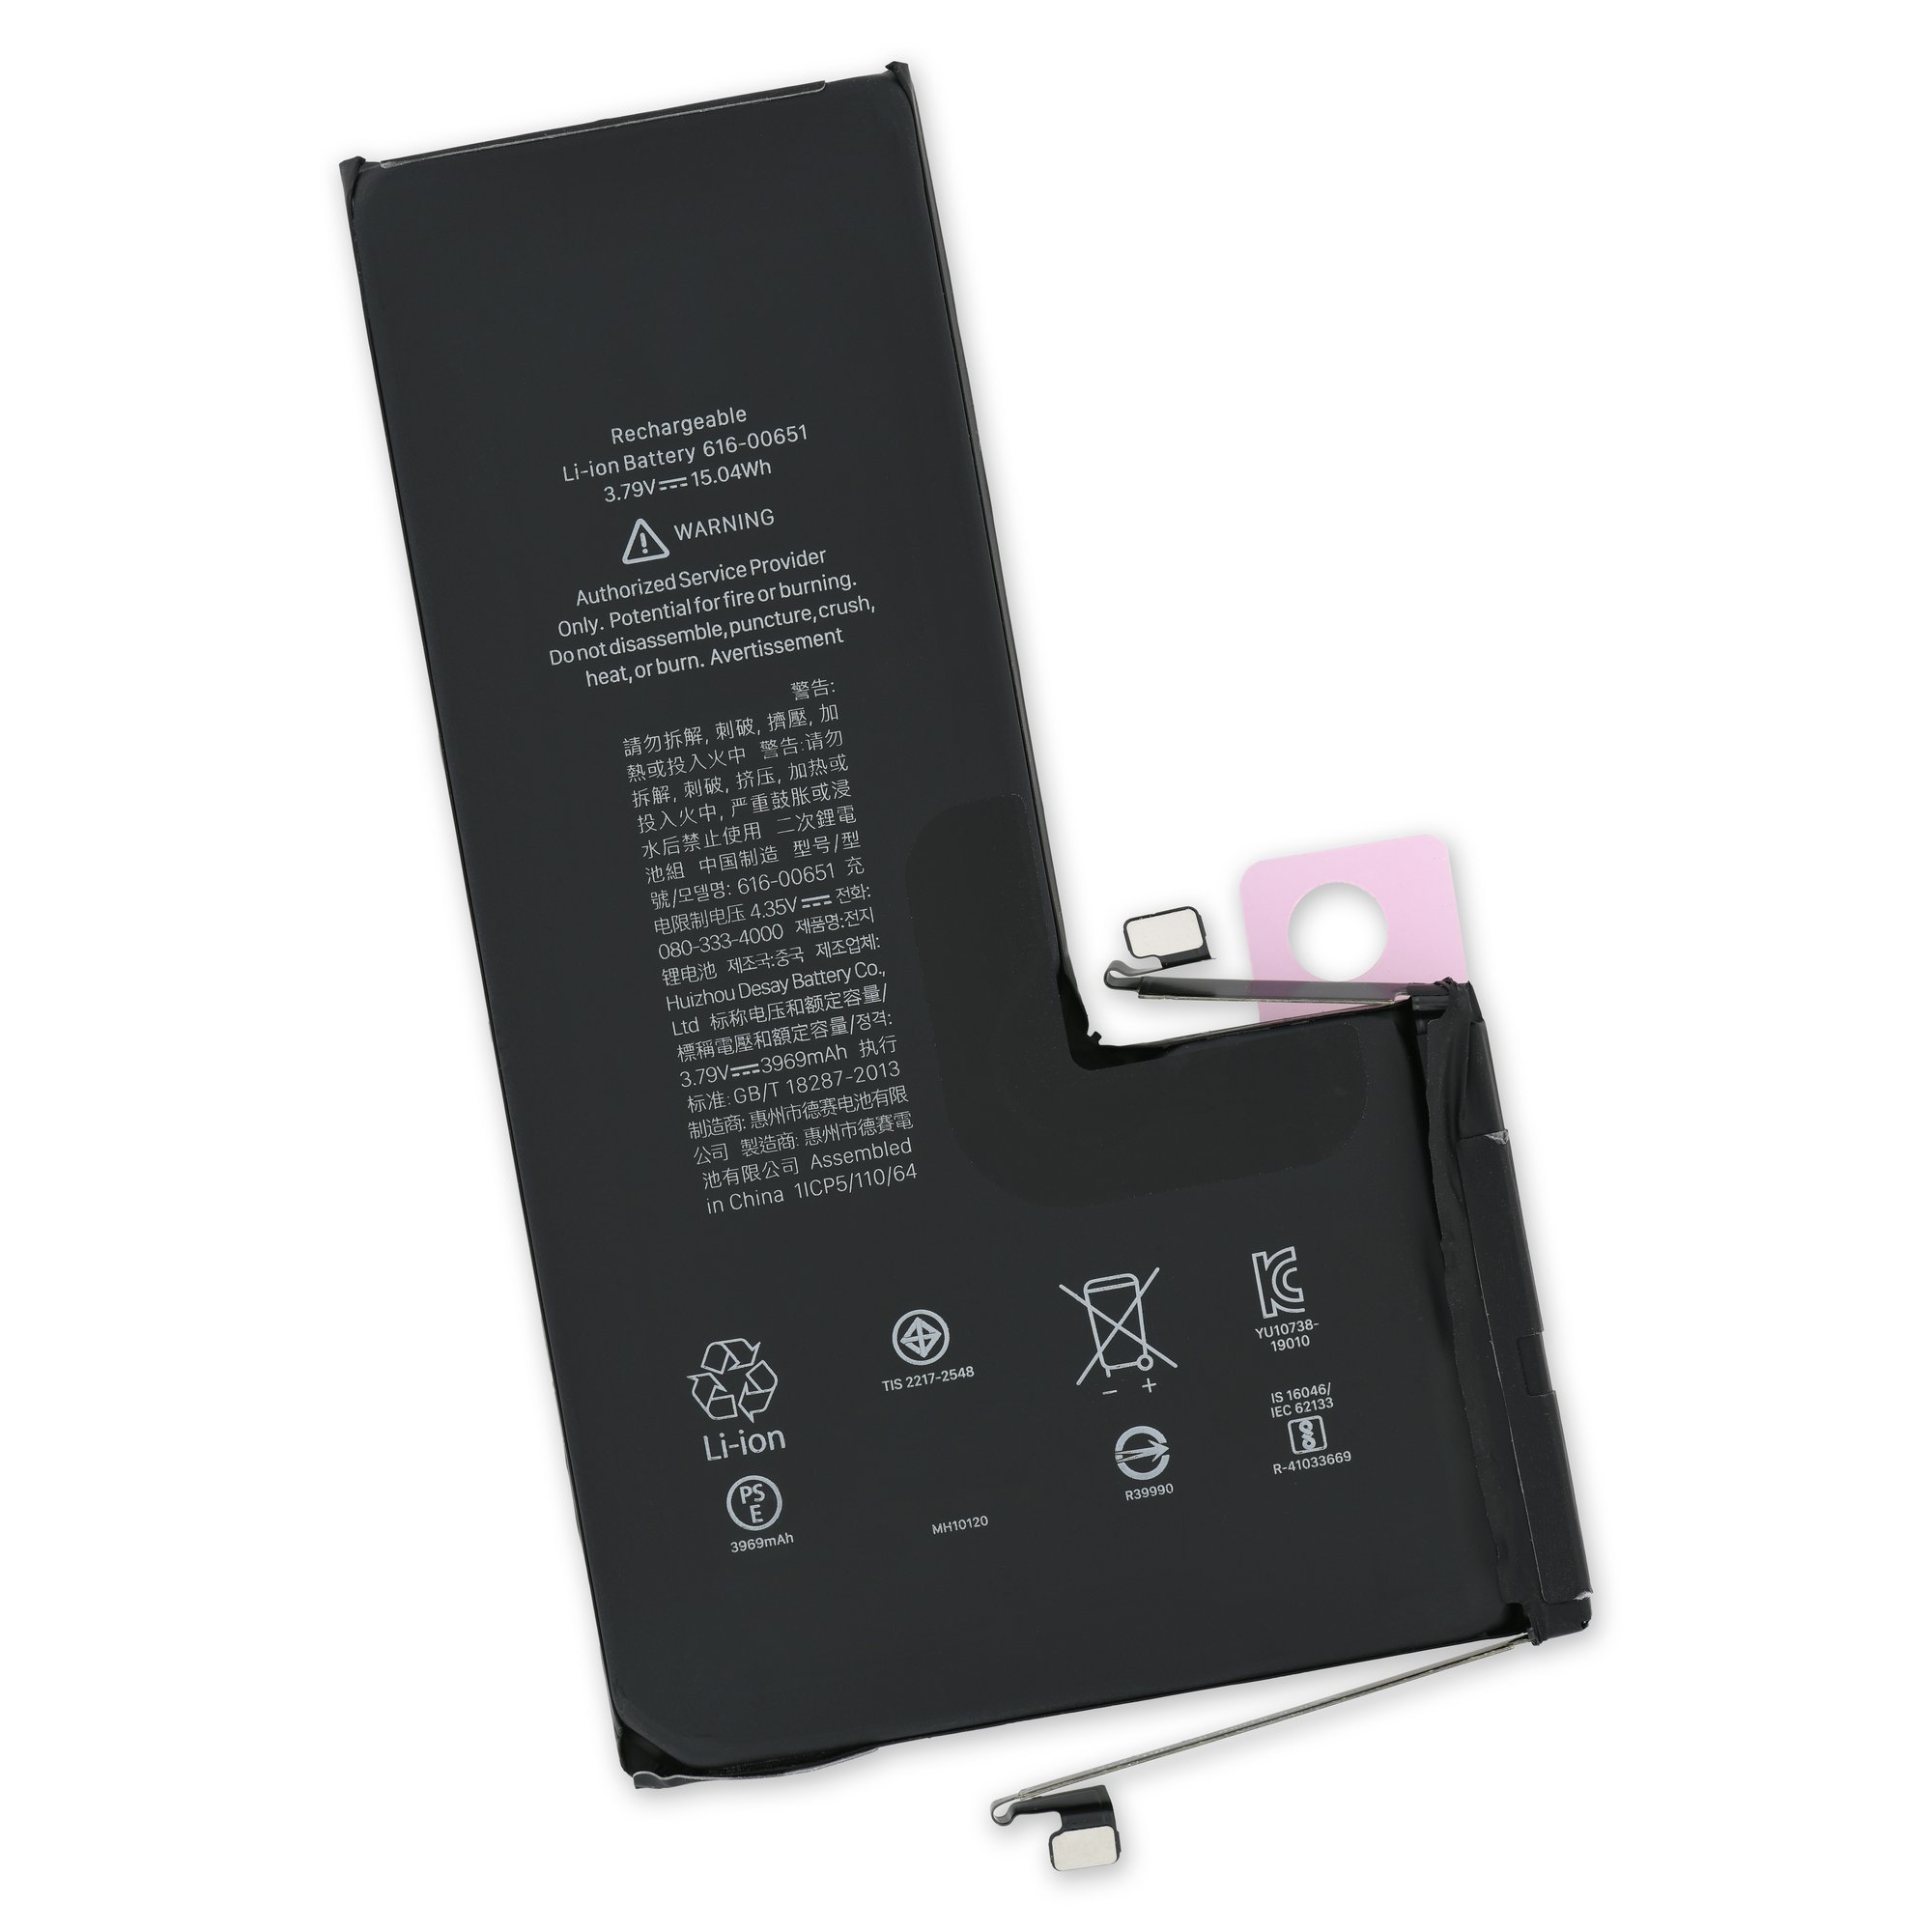 Rechargeable
Li-ion Battery 616-00651
3.79V⎓15.04Wh
WARNING
Authorized Service Provider
Only. Potential for fire or burning.
Do not disassemble, puncture, crush,
heat, or burn. Avertissement
警告:
請勿拆解, 刺破, 擠壓, 加
熱或投入火中 警告:请勿
拆解, 刺破, 挤压, 加热或
投入火中, 严重鼓胀或浸
水后禁止使用 二次鋰電
池組 中国制造 型号/型
號/모델명: 616-00651 充
电限制电压 4.35V⎓ 전화:
080-333-4000 제품명:전지
锂电池 제조국:중국 제조업체:
Huizhou Desay Battery Co.,
Ltd 标称电压和额定容量/
標稱電壓和額定容量/정격:
3.79V⎓3969mAh 执行
标准: GB/T 18287-2013
制造商: 惠州市德赛电池有限
公司 製造商: 惠州市德賽電
池有限公司 Assembled
in China 1ICP5/110/64
Li-ion
PS
E
3969mAh
TIS 2217-2548
MH10120
− +
R39990
YU10738-
19010
IS 16046/
IEC 62133
R-41033669